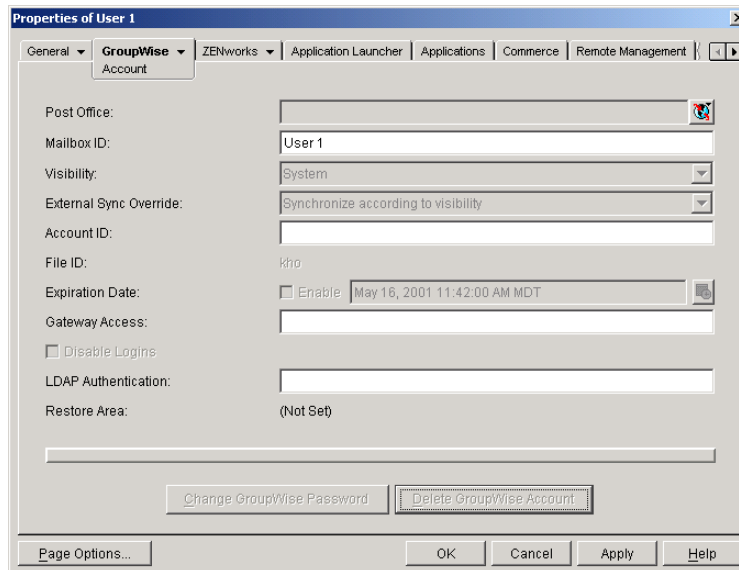 Properties of User 1
General GroupWise ZENworks Application Launcher Applications Commerce Remote Management
Account
Post Office:
Mailbox ID: User 1
Visibility: System
External Sync Override: Synchronize according to visibility
Account ID:
File ID: kho
Expiration Date: Enable May 16, 2001 11:42:00 AM MDT
Gateway Access:
Disable Logins
LDAP Authentication:
Restore Area: (Not Set)
Change GroupWise Password Delete GroupWise Account
Page Options... OK Cancel Apply Help